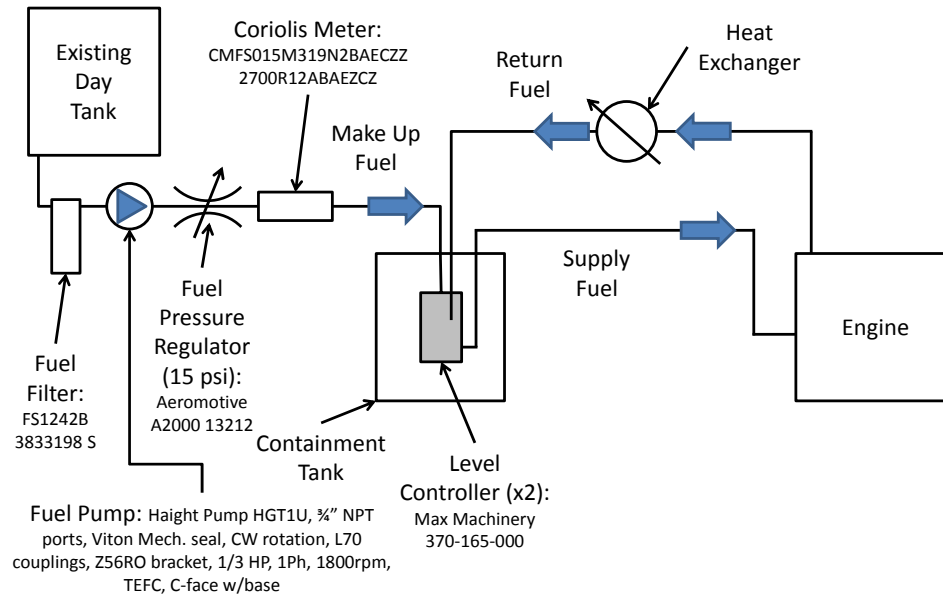 Existing
Day
Tank
Coriolis Meter:
CMFS015M319N2BAECZZ
2700R12ABAEZCZ
Heat
Exchanger
Return
Fuel
Make Up
Fuel
Supply
Fuel
Engine
Fuel
Filter:
FS1242B
3833198 S
Fuel
Pressure
Regulator
(15 psi):
Aeromotive
A2000 13212
Containment
Tank
Level
Controller (x2):
Max Machinery
370-165-000
Fuel Pump: Haight Pump HGT1U, ¾” NPT
ports, Viton Mech. seal, CW rotation, L70
couplings, Z56RO bracket, 1/3 HP, 1Ph, 1800rpm,
TEFC, C-face w/base